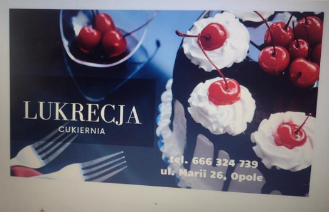 LUKRECJA
CUKIERNIA
tel. 666 324 739
ul. Marii 26, Opole